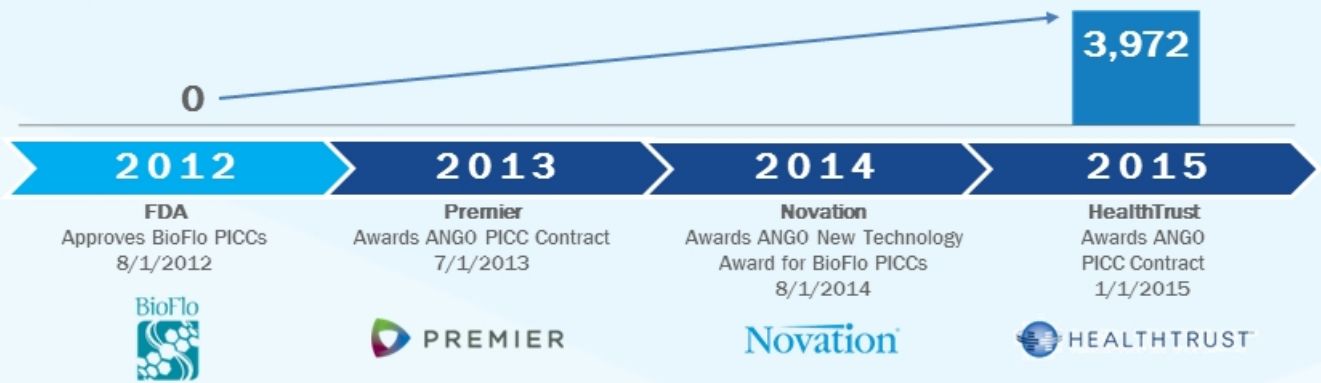 3,972
0
2012
2013
2014
2015
FDA
Approves BioFlo PICCs
8/1/2012
Premier
Awards ANGO PICC Contract
7/1/2013
Novation
Awards ANGO New Technology
Award for BioFlo PICCs
8/1/2014
HealthTrust
Awards ANGO
PICC Contract
1/1/2015
BioFlo
PREMIER
Novation
HEALTHTRUST